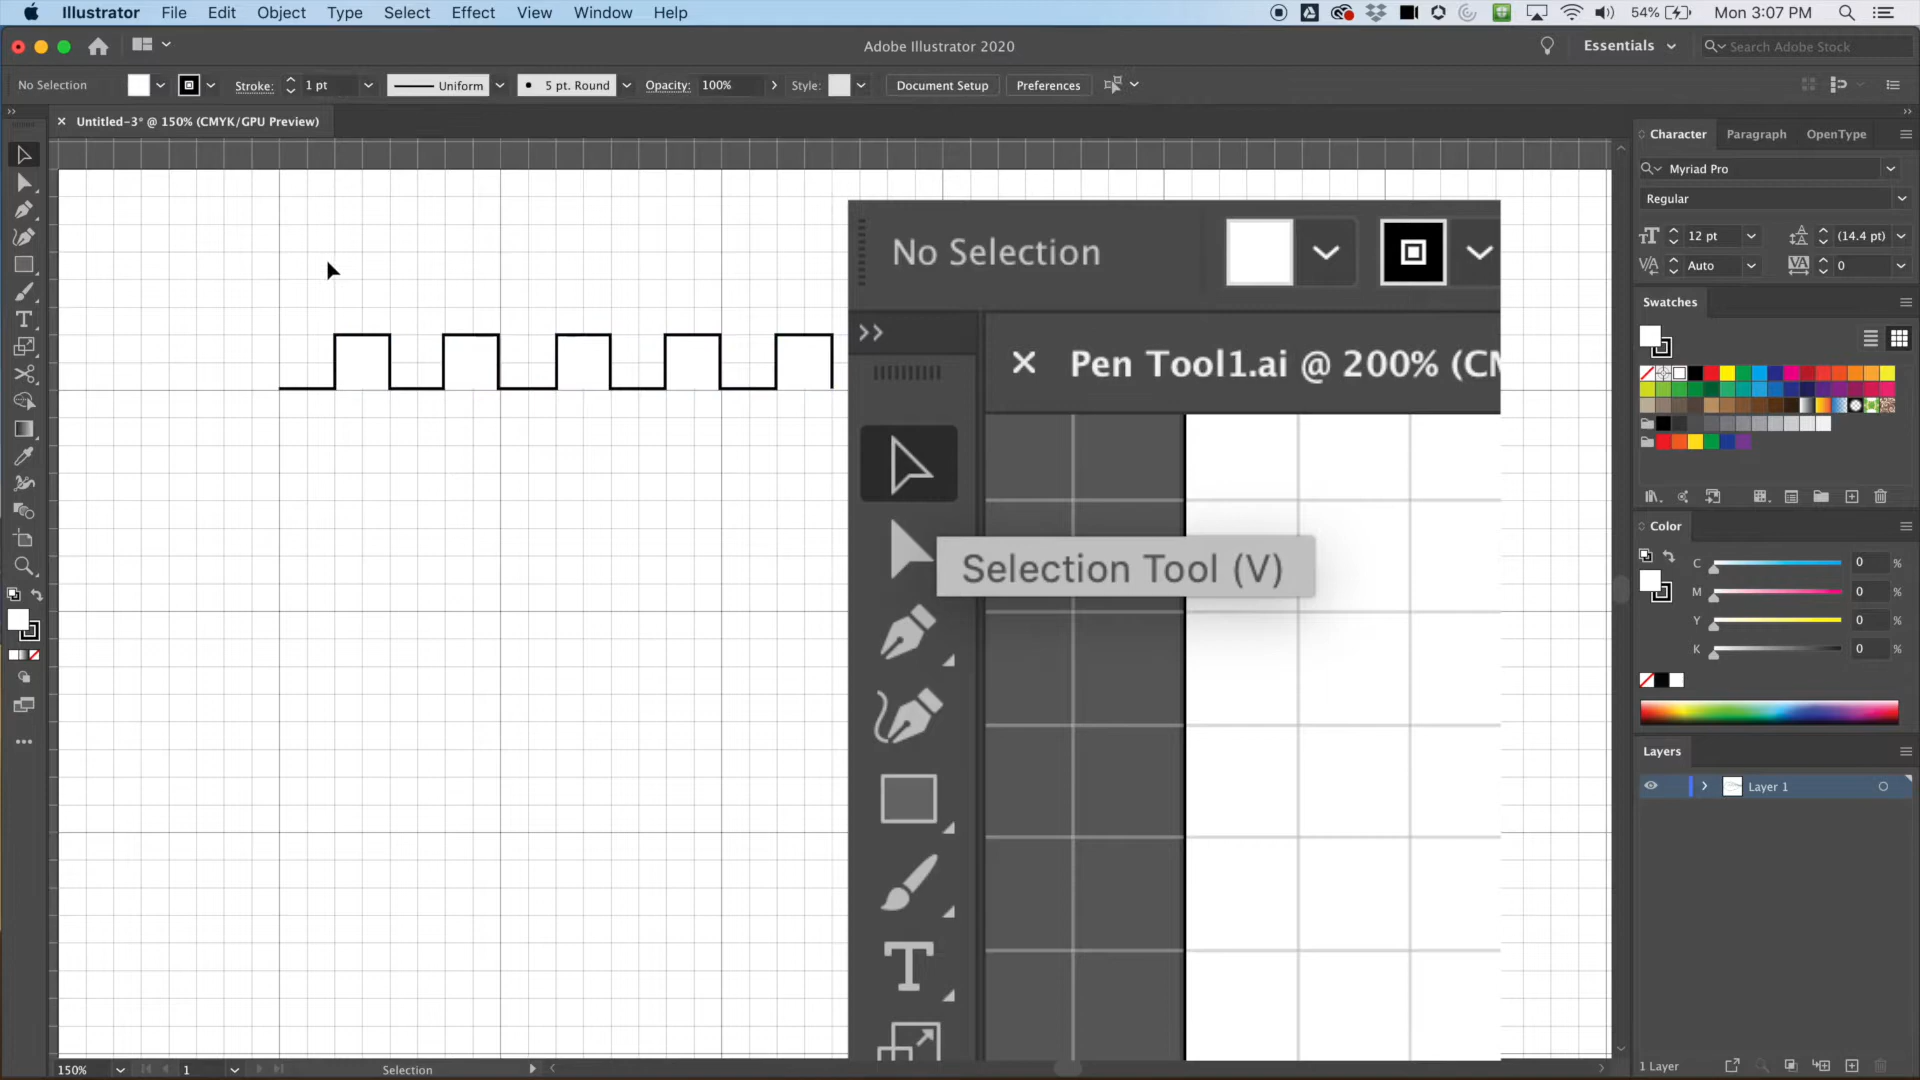 Illustrator File Edit Object Type Select Effect View Window Help
54% Mon 3:07 PM
Adobe Illustrator 2020
Essentials
Search Adobe Stock
No Selection
Stroke: 1 pt
Uniform
5 pt. Round
Opacity: 100%
Style:
Document Setup
Preferences
Untitled-3* @ 150% (CMYK/GPU Preview)
Character Paragraph OpenType
Myriad Pro
Regular
12 pt (14.4 pt)
Auto 0
Swatches
Color
C 0 %
M 0 %
Y 0 %
K 0 %
Layers
Layer 1
1 Layer
No Selection
Pen Tool1.ai @ 200% (CM
Selection Tool (V)
150% 1 Selection